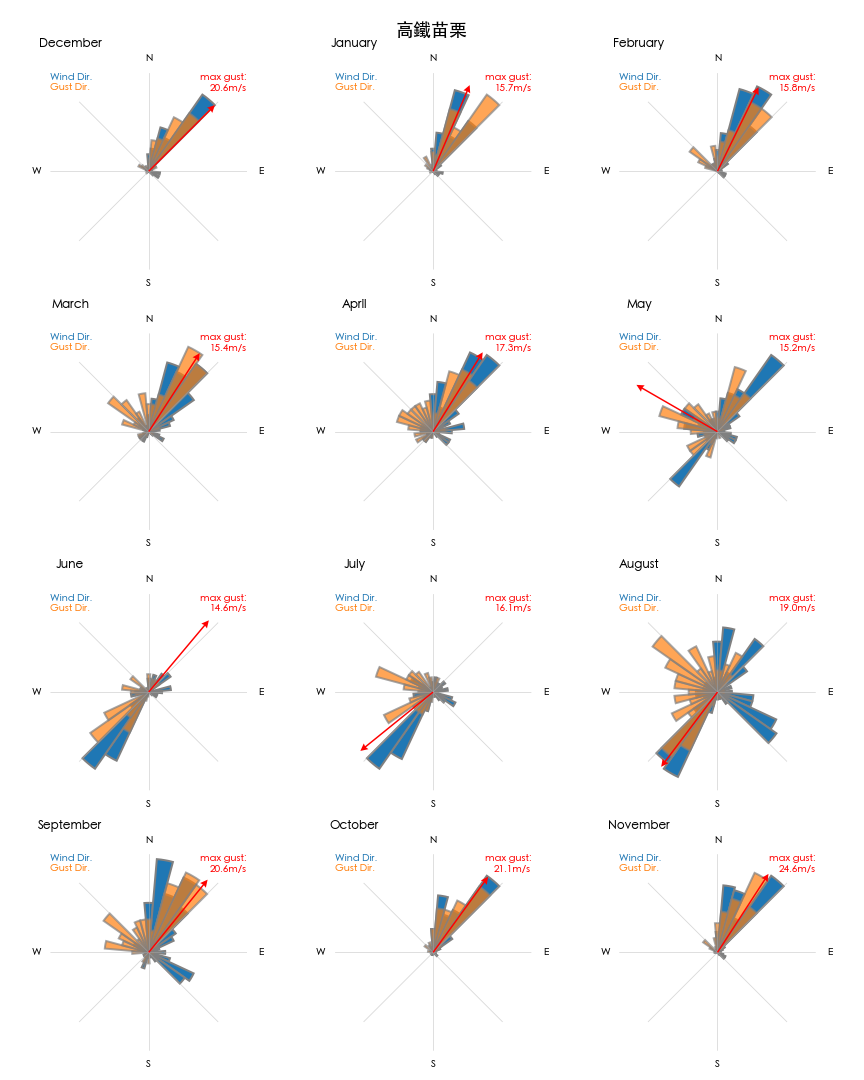 高鐵苗栗
December
N
Wind Dir.
Gust Dir.
max gust:
20.6m/s
W
E
S
January
N
Wind Dir.
Gust Dir.
max gust:
15.7m/s
W
E
S
February
N
Wind Dir.
Gust Dir.
max gust:
15.8m/s
W
E
S
March
N
Wind Dir.
Gust Dir.
max gust:
15.4m/s
W
E
S
April
N
Wind Dir.
Gust Dir.
max gust:
17.3m/s
W
E
S
May
N
Wind Dir.
Gust Dir.
max gust:
15.2m/s
W
E
S
June
N
Wind Dir.
Gust Dir.
max gust:
14.6m/s
W
E
S
July
N
Wind Dir.
Gust Dir.
max gust:
16.1m/s
W
E
S
August
N
Wind Dir.
Gust Dir.
max gust:
19.0m/s
W
E
S
September
N
Wind Dir.
Gust Dir.
max gust:
20.6m/s
W
E
S
October
N
Wind Dir.
Gust Dir.
max gust:
21.1m/s
W
E
S
November
N
Wind Dir.
Gust Dir.
max gust:
24.6m/s
W
E
S